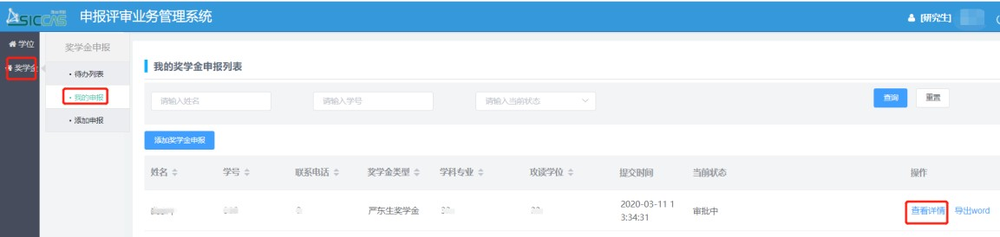 SICCAS 申报评审业务管理系统
[研究生]
学位
奖学金
奖学金申报
• 待办列表
• 我的申报
• 添加申报
我的奖学金申报列表
请输入姓名 请输入学号 请输入当前状态 查询 重置
添加奖学金申报
姓名 学号 联系电话 奖学金类型 学科专业 攻读学位 提交时间 当前状态 操作
严东生奖学金 2020-03-11 1 审批中 查看详情 导出word
3:34:31